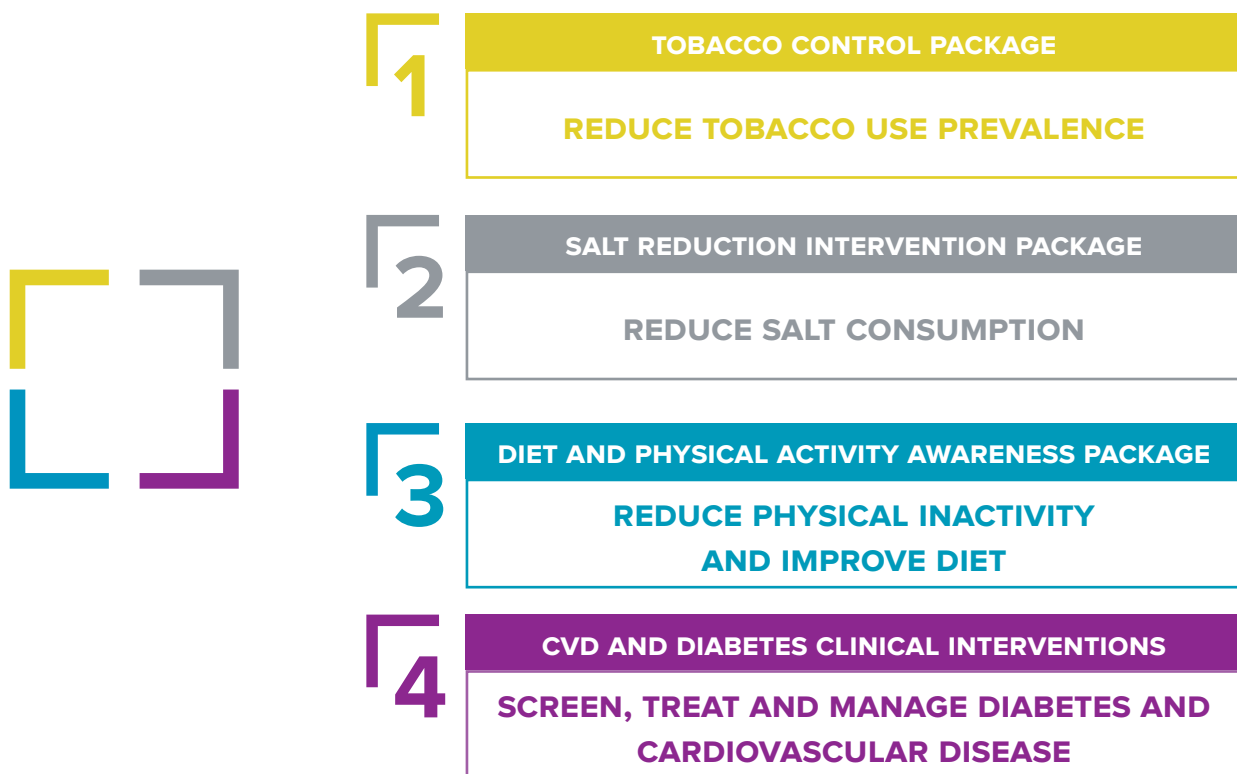 1
TOBACCO CONTROL PACKAGE
REDUCE TOBACCO USE PREVALENCE
2
SALT REDUCTION INTERVENTION PACKAGE
REDUCE SALT CONSUMPTION
3
DIET AND PHYSICAL ACTIVITY AWARENESS PACKAGE
REDUCE PHYSICAL INACTIVITY
AND IMPROVE DIET
4
CVD AND DIABETES CLINICAL INTERVENTIONS
SCREEN, TREAT AND MANAGE DIABETES AND
CARDIOVASCULAR DISEASE